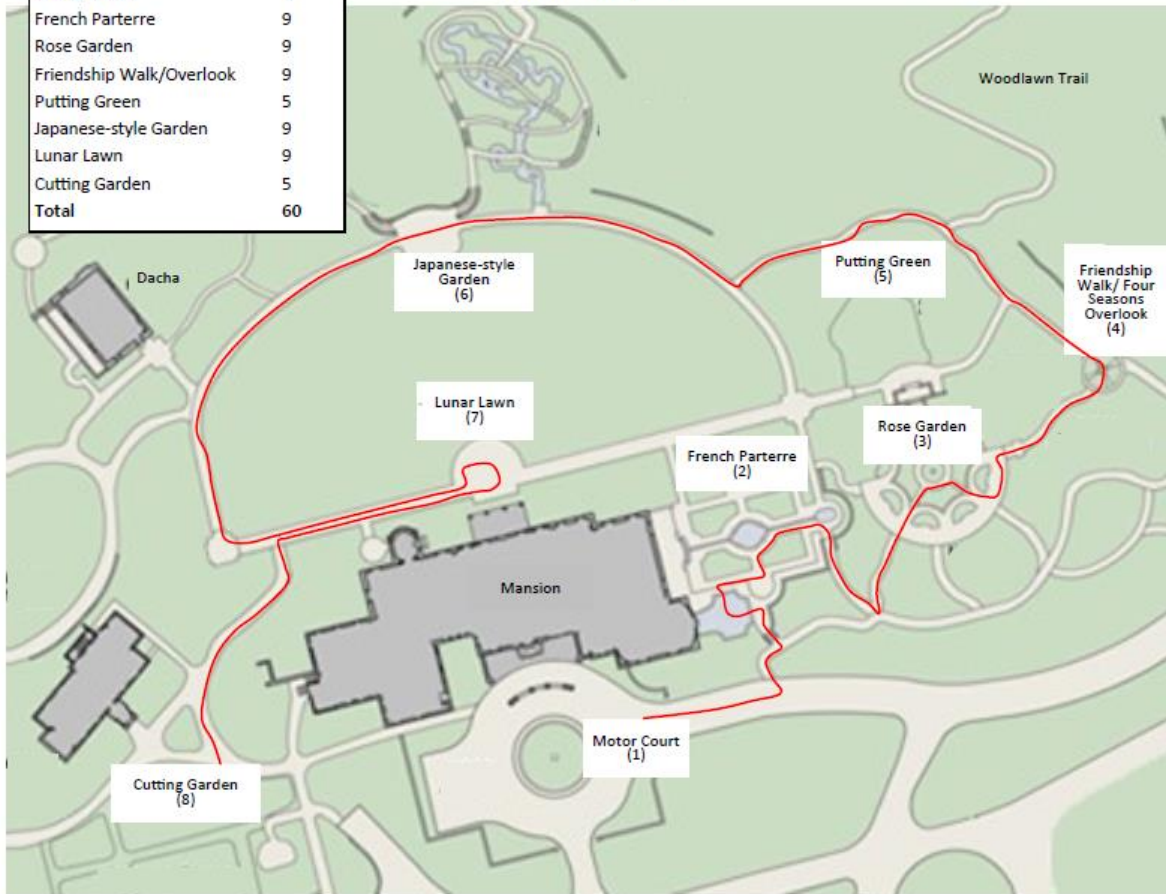 French Parterre 9
Rose Garden 9
Friendship Walk/Overlook 9
Putting Green 5
Japanese-style Garden 9
Lunar Lawn 9
Cutting Garden 5
Total 60
Woodlawn Trail
Dacha
Japanese-style
Garden
(6)
Putting Green
(5)
Friendship
Walk/ Four
Seasons
Overlook
(4)
Lunar Lawn
(7)
Rose Garden
(3)
French Parterre
(2)
Mansion
Motor Court
(1)
Cutting Garden
(8)